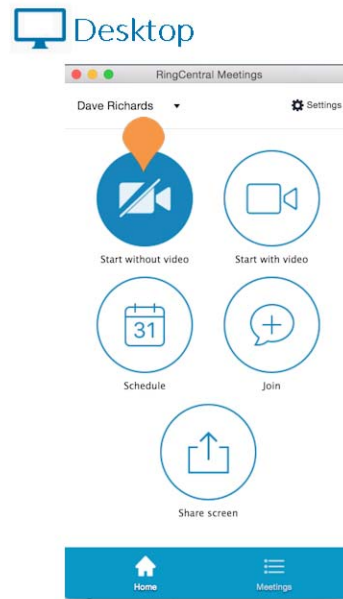 Desktop
RingCentral Meetings
Dave Richards
Settings
Start without video
Start with video
31
Schedule
Join
Share screen
Home
Meetings